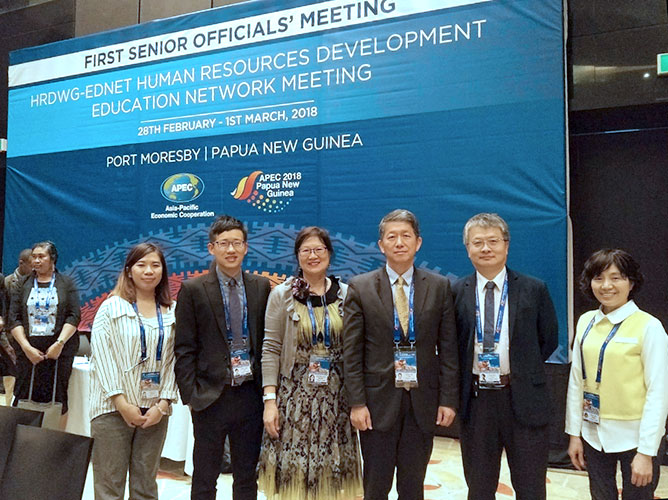 FIRST SENIOR OFFICIALS' MEETING
HRDWG-EDNET HUMAN RESOURCES DEVELOPMENT
EDUCATION NETWORK MEETING
28TH FEBRUARY - 1ST MARCH, 2018
PORT MORESBY | PAPUA NEW GUINEA
APEC
Asia-Pacific
Economic Cooperation
APEC 2018
Papua New
Guinea